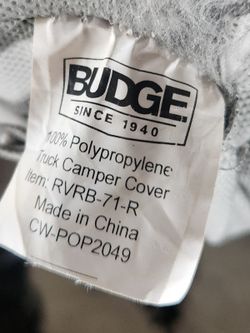 BUDGE.
SINCE 1940
100% Polypropylene
Truck Camper Cover
Item: RVRB-71-R
Made in China
CW-POP2049